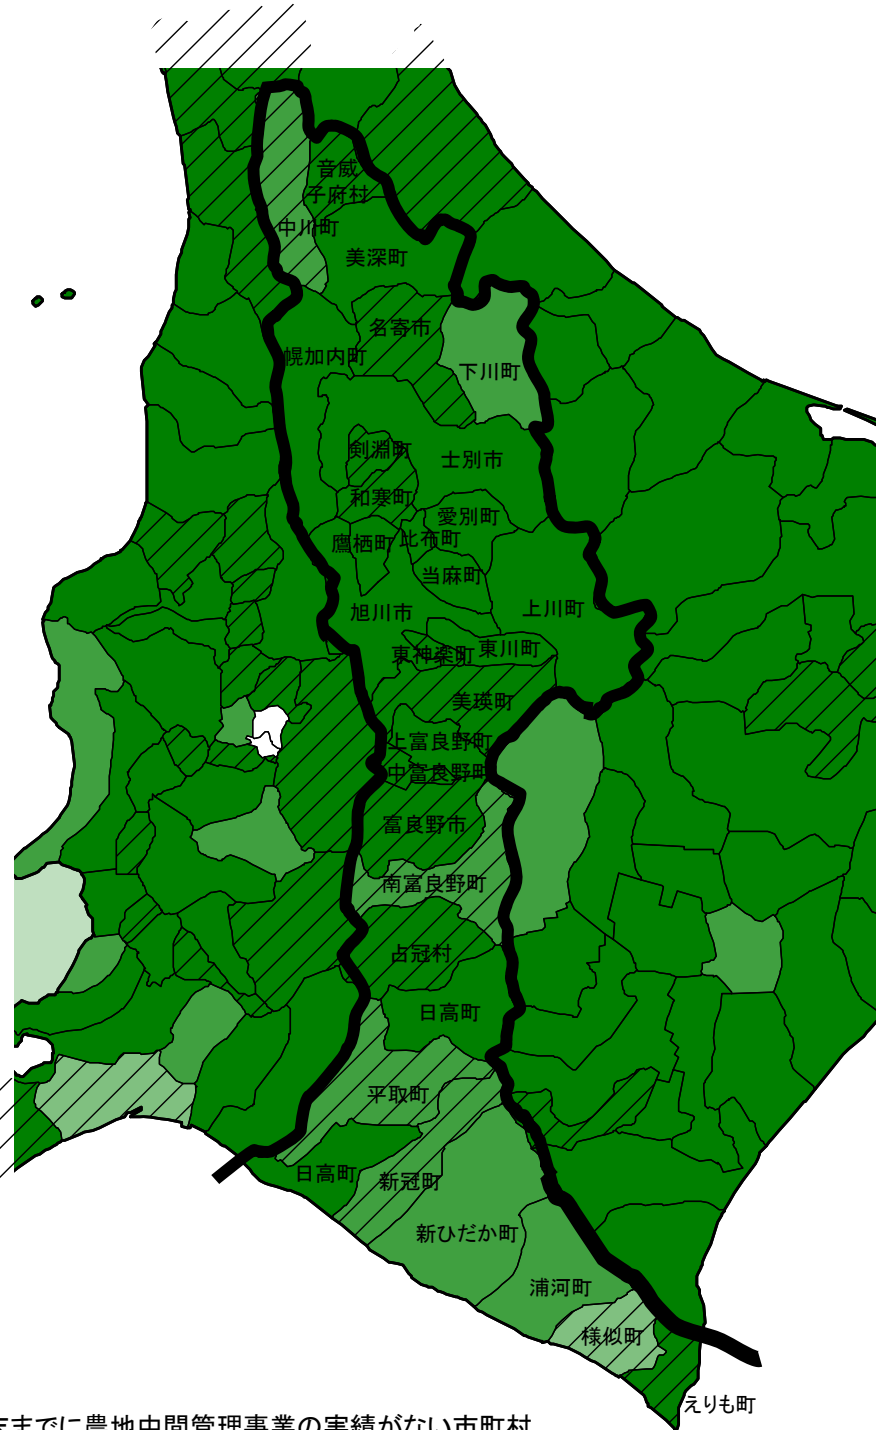 音威
子府村
中川町
美深町
名寄市
幌加内町
下川町
剣淵町
士別市
和寒町
愛別町
鷹栖町
比布町
当麻町
旭川市
上川町
東神楽町
東川町
美瑛町
上富良野町
中富良野町
富良野市
南富良野町
占冠村
日高町
平取町
日高町
新冠町
新ひだか町
浦河町
様似町
えりも町
までに農地中間管理事業の実績がない市町村